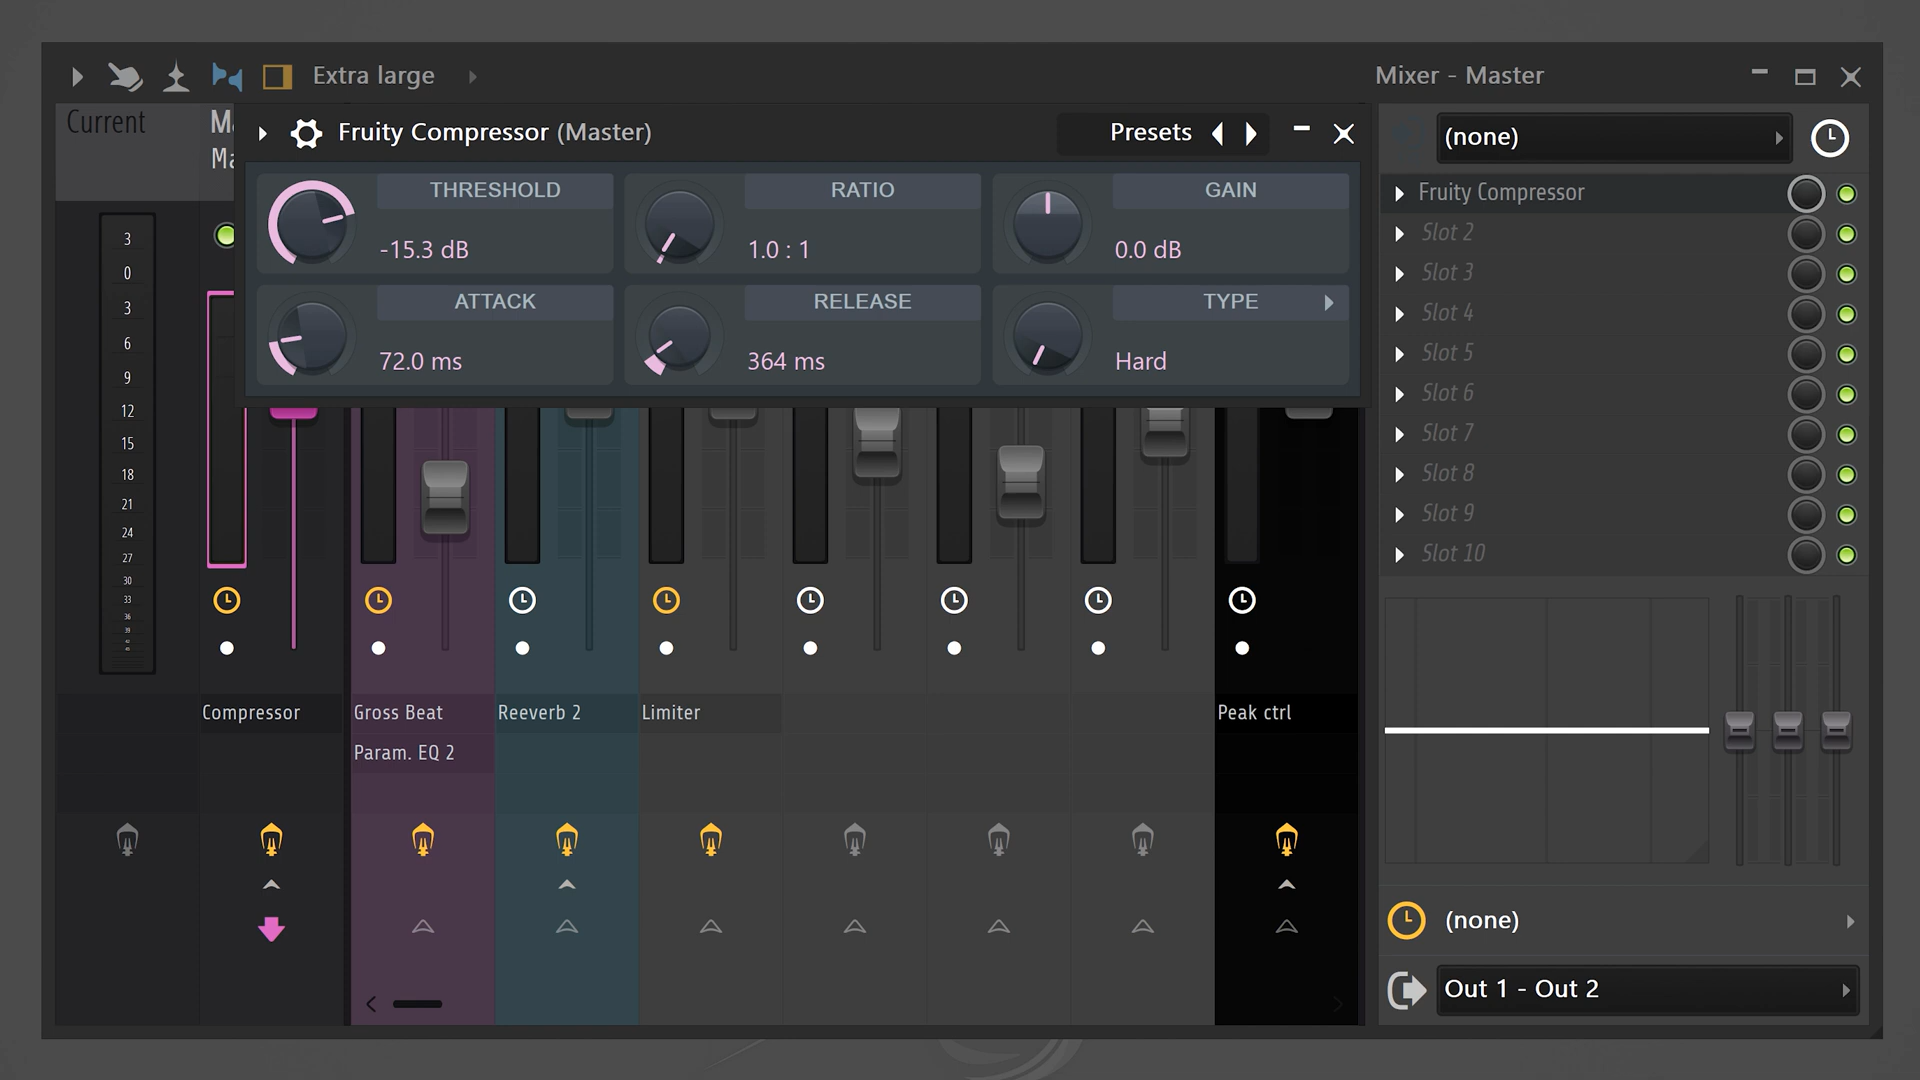 Extra large
Mixer - Master
Current
Fruity Compressor (Master)
Presets
THRESHOLD
-15.3 dB
RATIO
1.0 : 1
GAIN
0.0 dB
ATTACK
72.0 ms
RELEASE
364 ms
TYPE
Hard
3
0
3
6
9
12
15
18
21
24
27
30
33
36
39
Compressor
Gross Beat
Param. EQ 2
Reeverb 2
Limiter
Peak ctrl
(none)
Fruity Compressor
Slot 2
Slot 3
Slot 4
Slot 5
Slot 6
Slot 7
Slot 8
Slot 9
Slot 10
(none)
Out 1 - Out 2